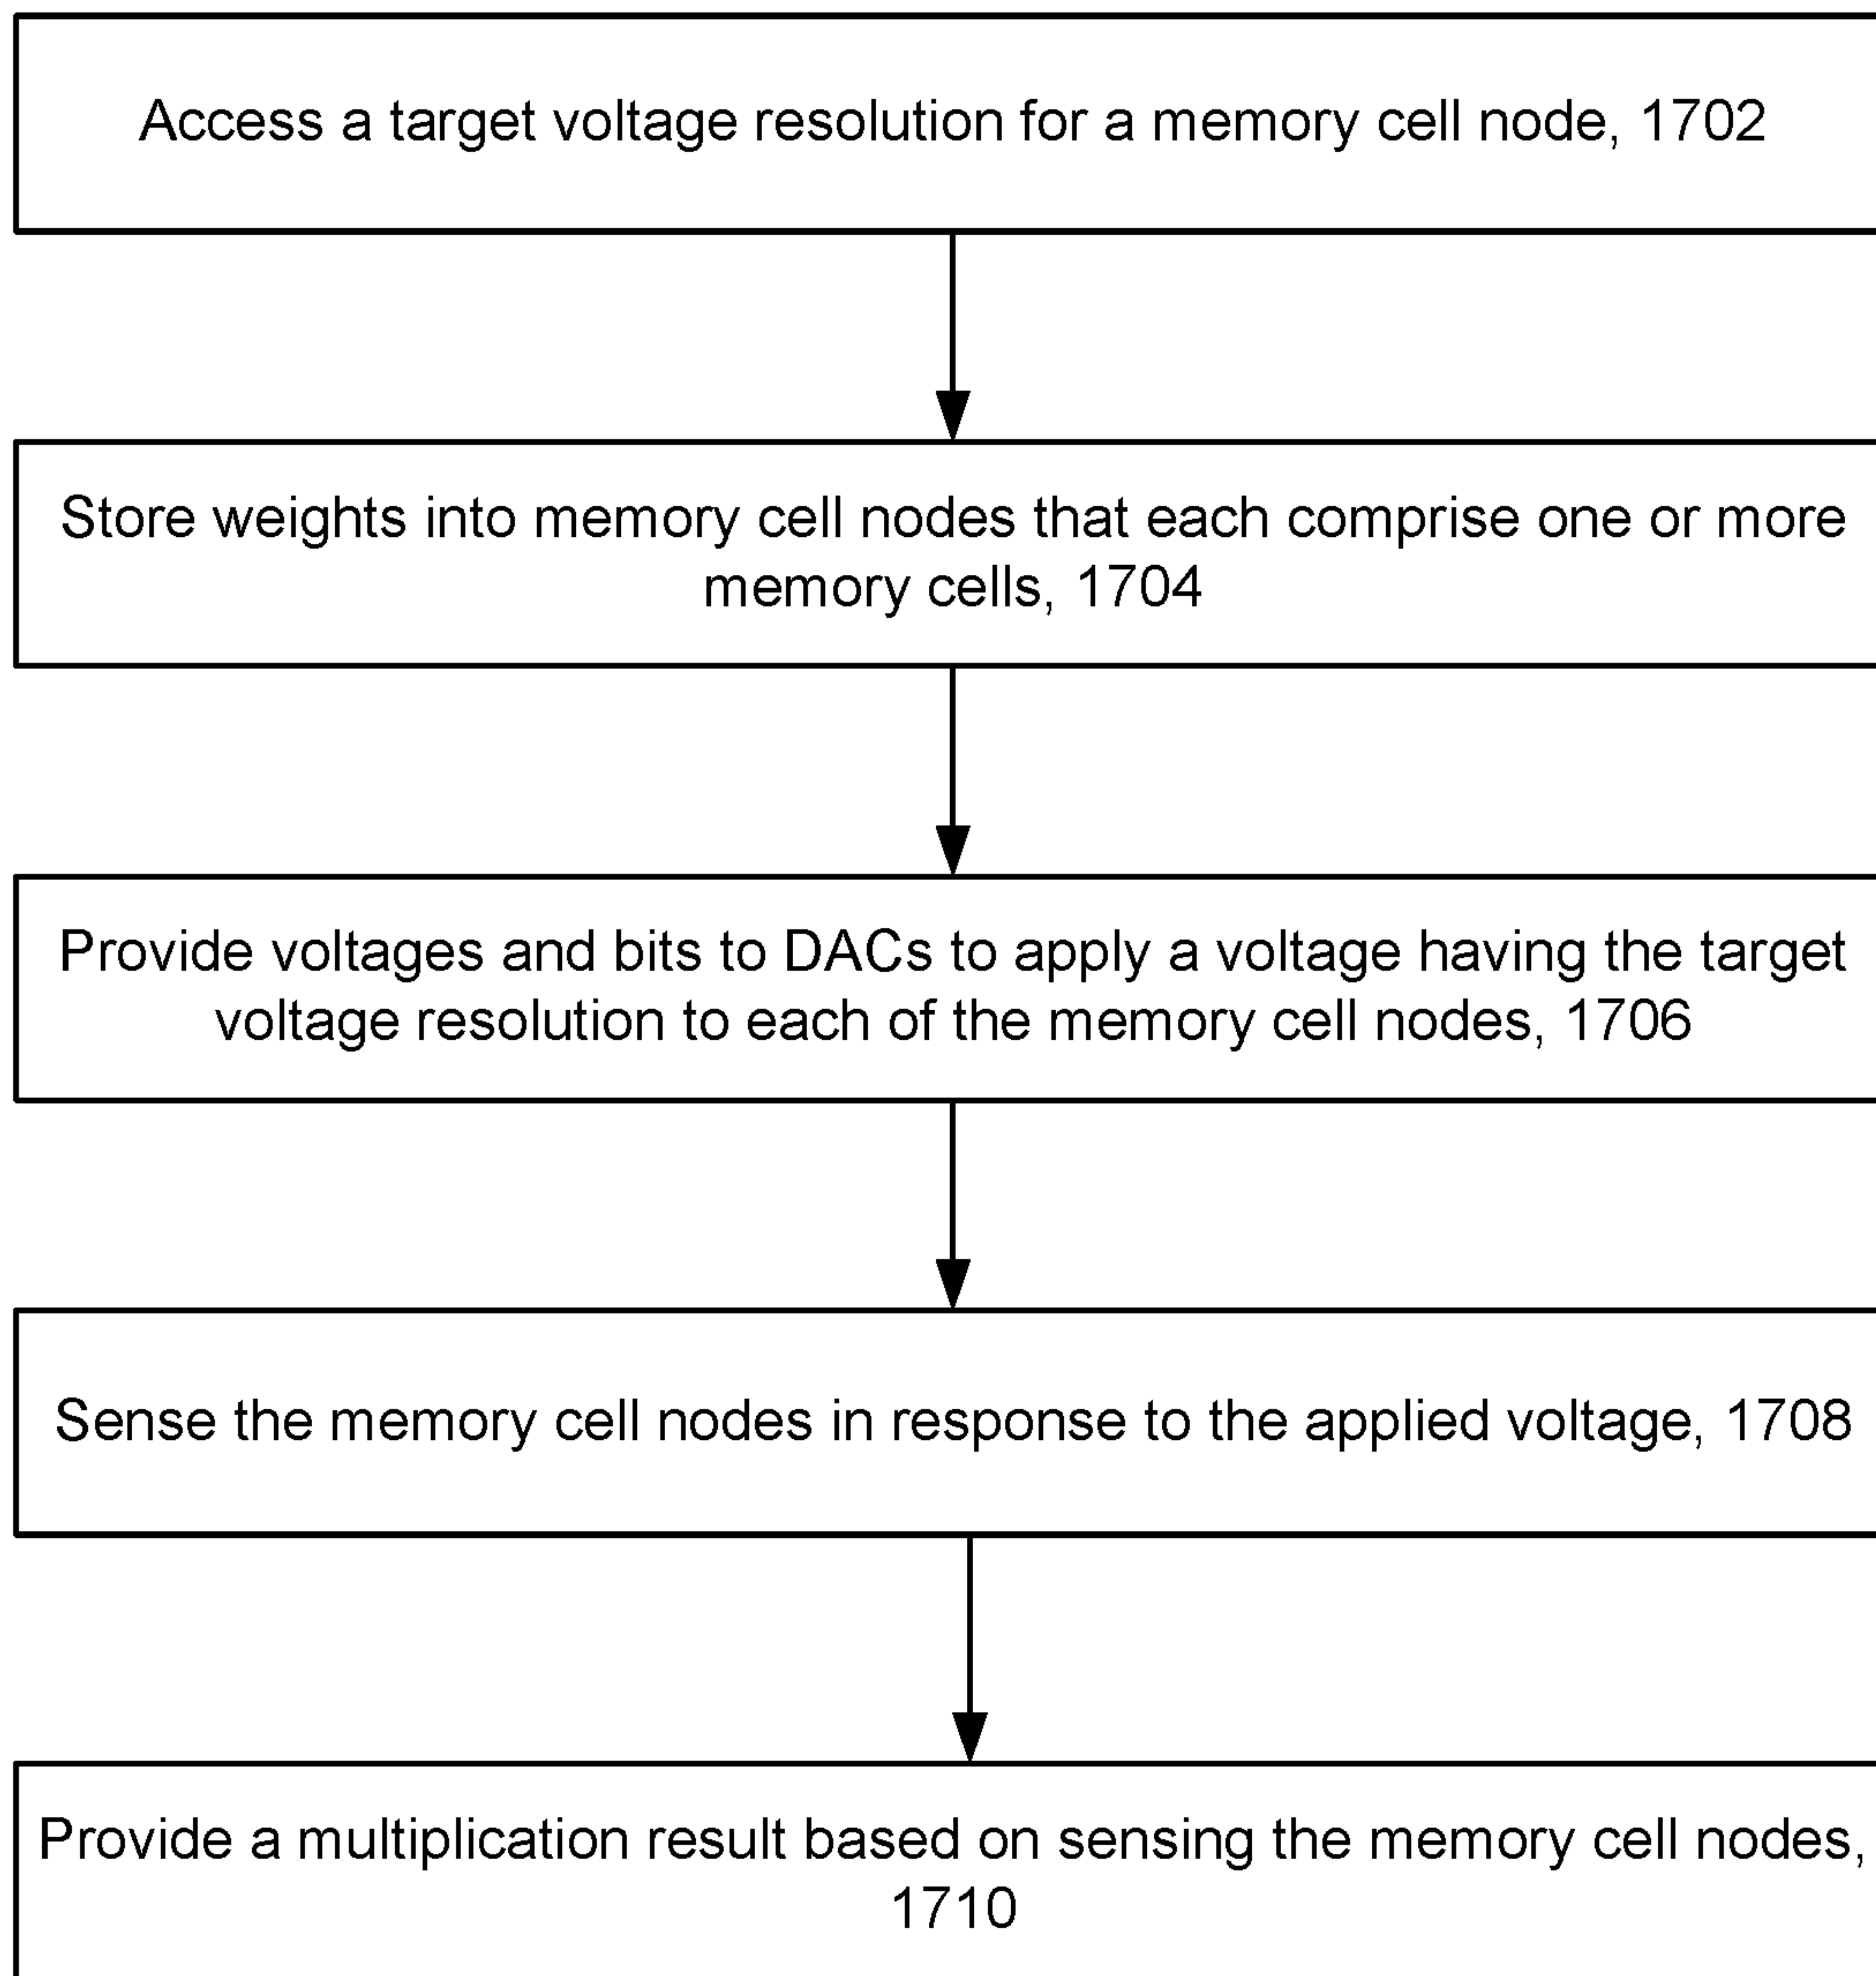 Access a target voltage resolution for a memory cell node, 1702
Store weights into memory cell nodes that each comprise one or more
memory cells, 1704
Provide voltages and bits to DACs to apply a voltage having the target
voltage resolution to each of the memory cell nodes, 1706
Sense the memory cell nodes in response to the applied voltage, 1708
Provide a multiplication result based on sensing the memory cell nodes,
1710